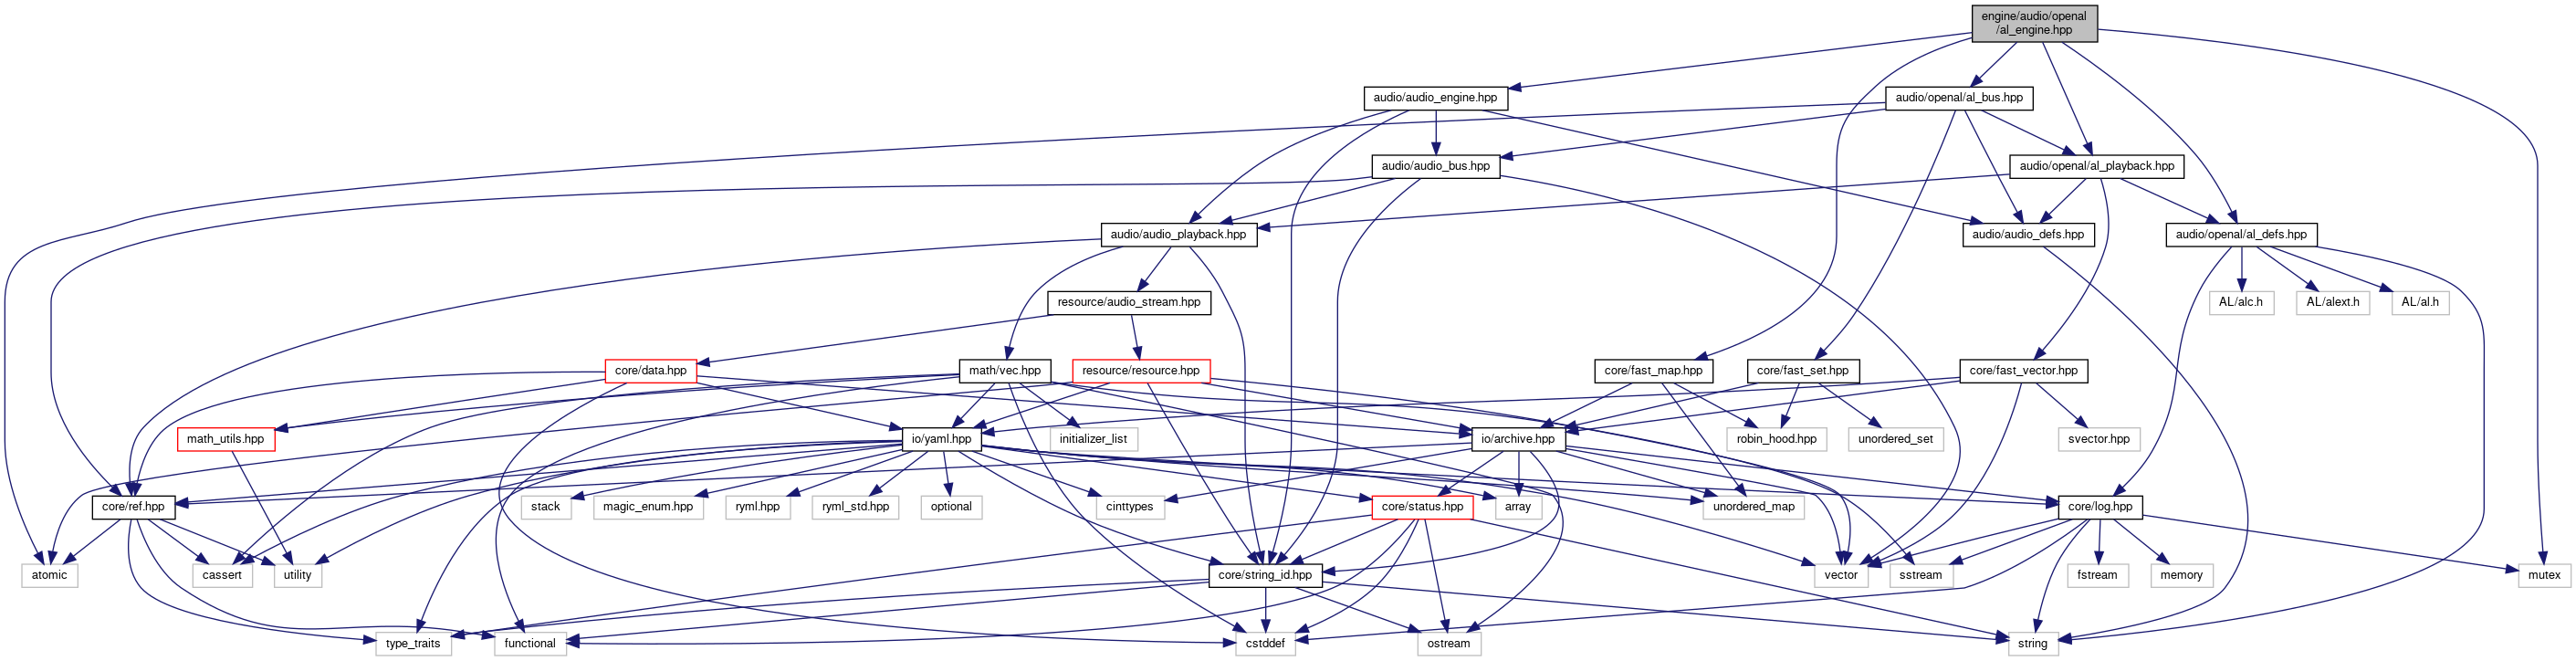 engine/audio/openal
/al_engine.hpp
audio/audio_engine.hpp
audio/openal/al_bus.hpp
audio/audio_bus.hpp
audio/openal/al_playback.hpp
audio/audio_playback.hpp
audio/audio_defs.hpp
audio/openal/al_defs.hpp
resource/audio_stream.hpp
AL/alc.h
AL/alext.h
AL/al.h
core/data.hpp
math/vec.hpp
resource/resource.hpp
core/fast_map.hpp
core/fast_set.hpp
core/fast_vector.hpp
math_utils.hpp
io/yaml.hpp
initializer_list
io/archive.hpp
robin_hood.hpp
unordered_set
svector.hpp
core/ref.hpp
stack
magic_enum.hpp
ryml.hpp
ryml_std.hpp
optional
cinttypes
core/status.hpp
array
unordered_map
core/log.hpp
atomic
cassert
utility
core/string_id.hpp
vector
sstream
fstream
memory
mutex
type_traits
functional
cstddef
ostream
string